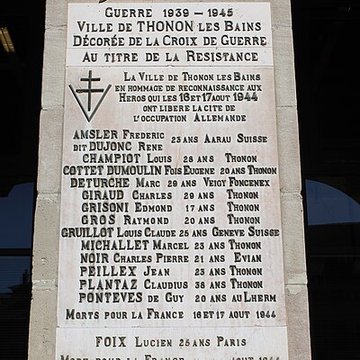 GUERRE 1939 - 1945
VILLE DE THONON LES BAINS
DÉCORÉE DE LA CROIX DE GUERRE
AU TITRE DE LA RESISTANCE
LA VILLE DE THONON LES BAINS
EN HOMMAGE DE RECONNAISSANCE AUX
HEROS QUI LES 16 ET 17 AOUT 1944
ONT LIBERE LA CITE DE
L'OCCUPATION ALLEMANDE
AMSLER FREDERIC 23 ANS AARAU SUISSE
DIT DUJONC RENE
CHAMPIOT LOUIS 28 ANS THONON
COTTET DUMOULIN FOIS EUGENE 20 ANS THONON
DETURCHE MARC 29 ANS VEIGY FONCENEX
GIRAUD CHARLES 29 ANS THONON
GRISONI EDMOND 17 ANS THONON
GROS RAYMOND 20 ANS THONON
GRUILLOT LOUIS CLAUDE 25 ANS GENEVE SUISSE
MICHALLET MARCEL 23 ANS THONON
NOIR CHARLES PIERRE 21 ANS EVIAN
PEILLEX JEAN 23 ANS THONON
PLANTAZ CLAUDIUS 38 ANS THONON
PONTEVES DE GUY 20 ANS AU LHERM
MORTS POUR LA FRANCE 16 ET 17 AOUT 1944
FOIX LUCIEN 25 ANS PARIS
MORT POUR LA FRANCE 1944